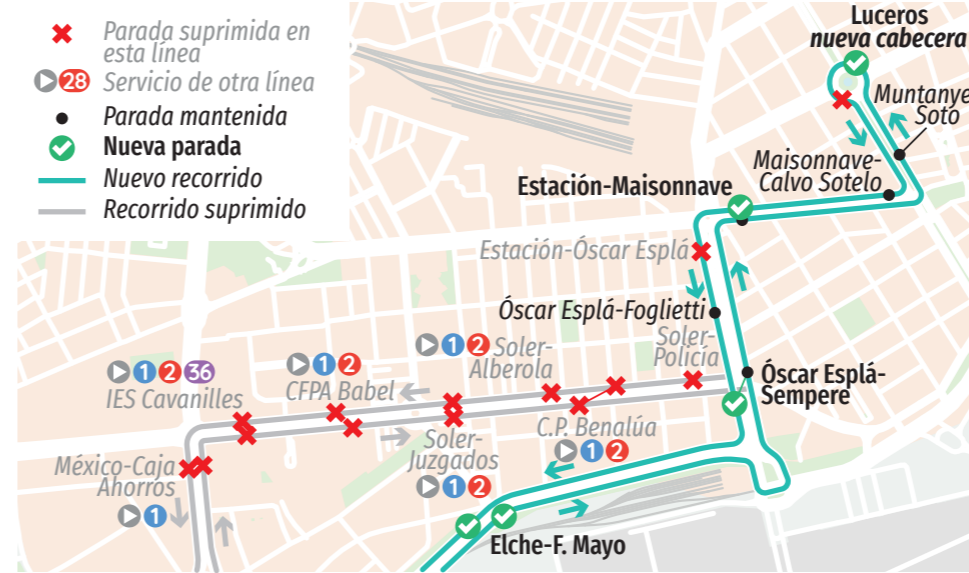 Parada suprimida en
esta línea
28 Servicio de otra línea
Parada mantenida
Nueva parada
Nuevo recorrido
Recorrido suprimido
Luceros
nueva cabecera
Muntanye
Soto
Maisonnave-
Calvo Sotelo
Estación-Maisonnave
Estación-Óscar Esplá
Óscar Esplá-Foglietti
Soler-
Policía
Óscar Esplá-
Sempere
1 2 Soler-
Alberola
1 2
CFPA Babel
1 2 36
IES Cavanilles
C.P. Benalúa
1 2
Soler-
Juzgados
1 2
México-Caja
Ahorros
1
Elche-F. Mayo